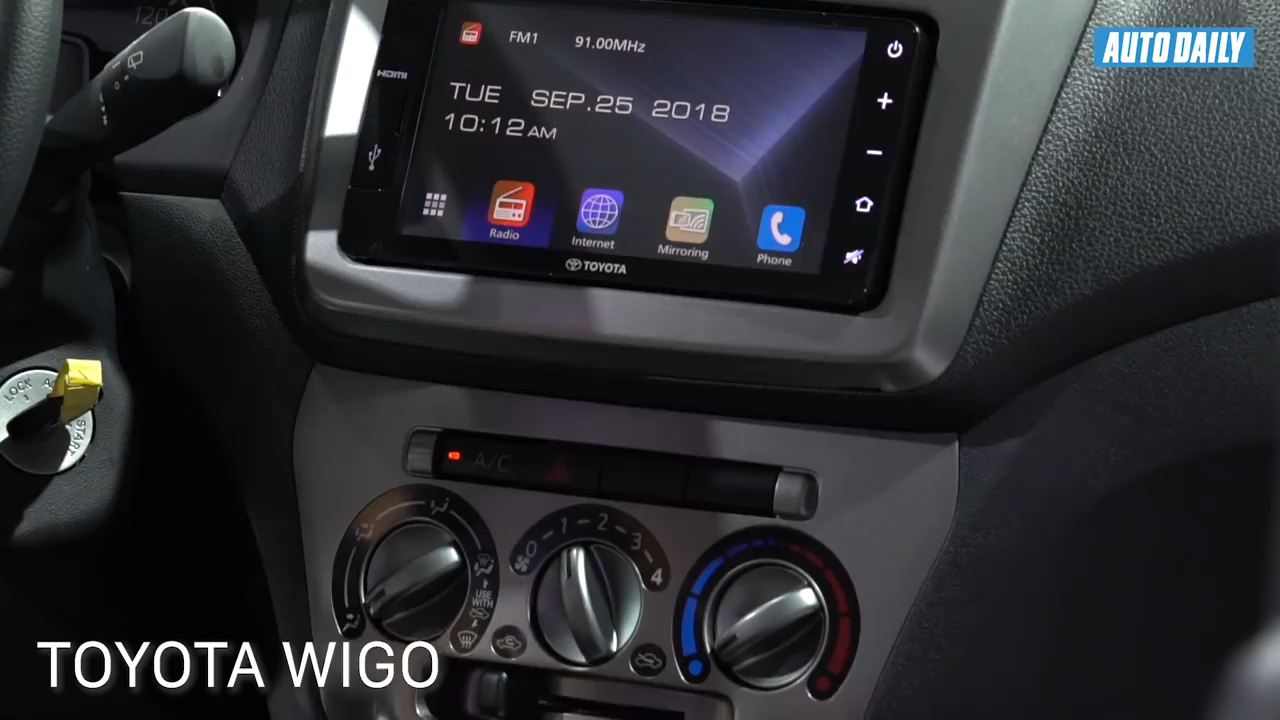 120
AUTO DAILY
HDMI
FM1 91.00MHz
TUE SEP.25 2018
10:12 AM
Radio
Internet
Mirroring
Phone
TOYOTA
LOCK
START
A/C
0 1 2 3 4
USE
WITH
TOYOTA WIGO